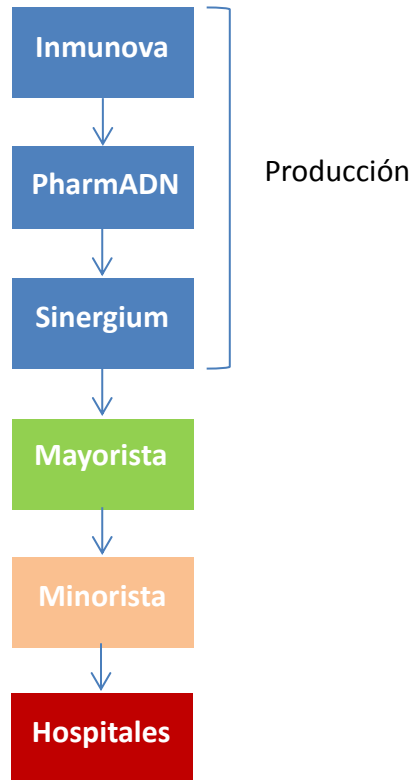 Inmunova
PharmADN
Producción
Sinergium
Mayorista
Minorista
Hospitales